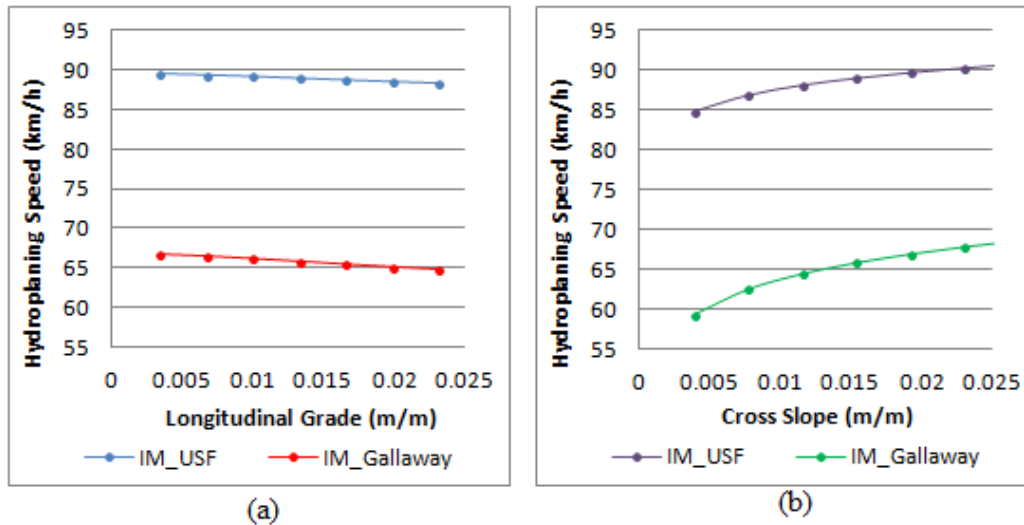 Hydroplaning Speed (km/h)
95
90
85
80
75
70
65
60
55
0 0.005 0.01 0.015 0.02 0.025
Longitudinal Grade (m/m)
IM_USF IM_Gallaway
(a)
Hydroplaning Speed (km/h)
95
90
85
80
75
70
65
60
55
0 0.005 0.01 0.015 0.02 0.025
Cross Slope (m/m)
IM_USF IM_Gallaway
(b)